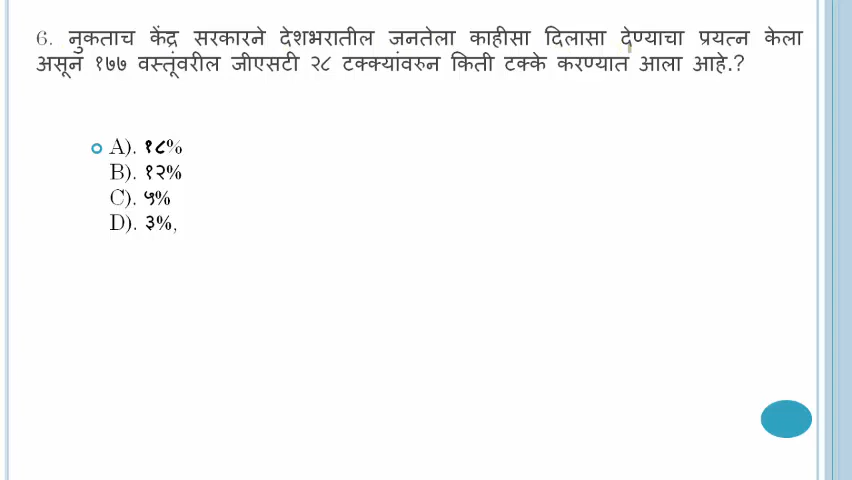 6. नुकताच केंद्र सरकारने देशभरातील जनतेला काहीसा दिलासा देण्याचा प्रयत्न केला
असून १७७ वस्तूंवरील जीएसटी २८ टक्क्यांवरुन किती टक्के करण्यात आला आहे.?
A). १८%
B). १२%
C). ५%
D). ३%,